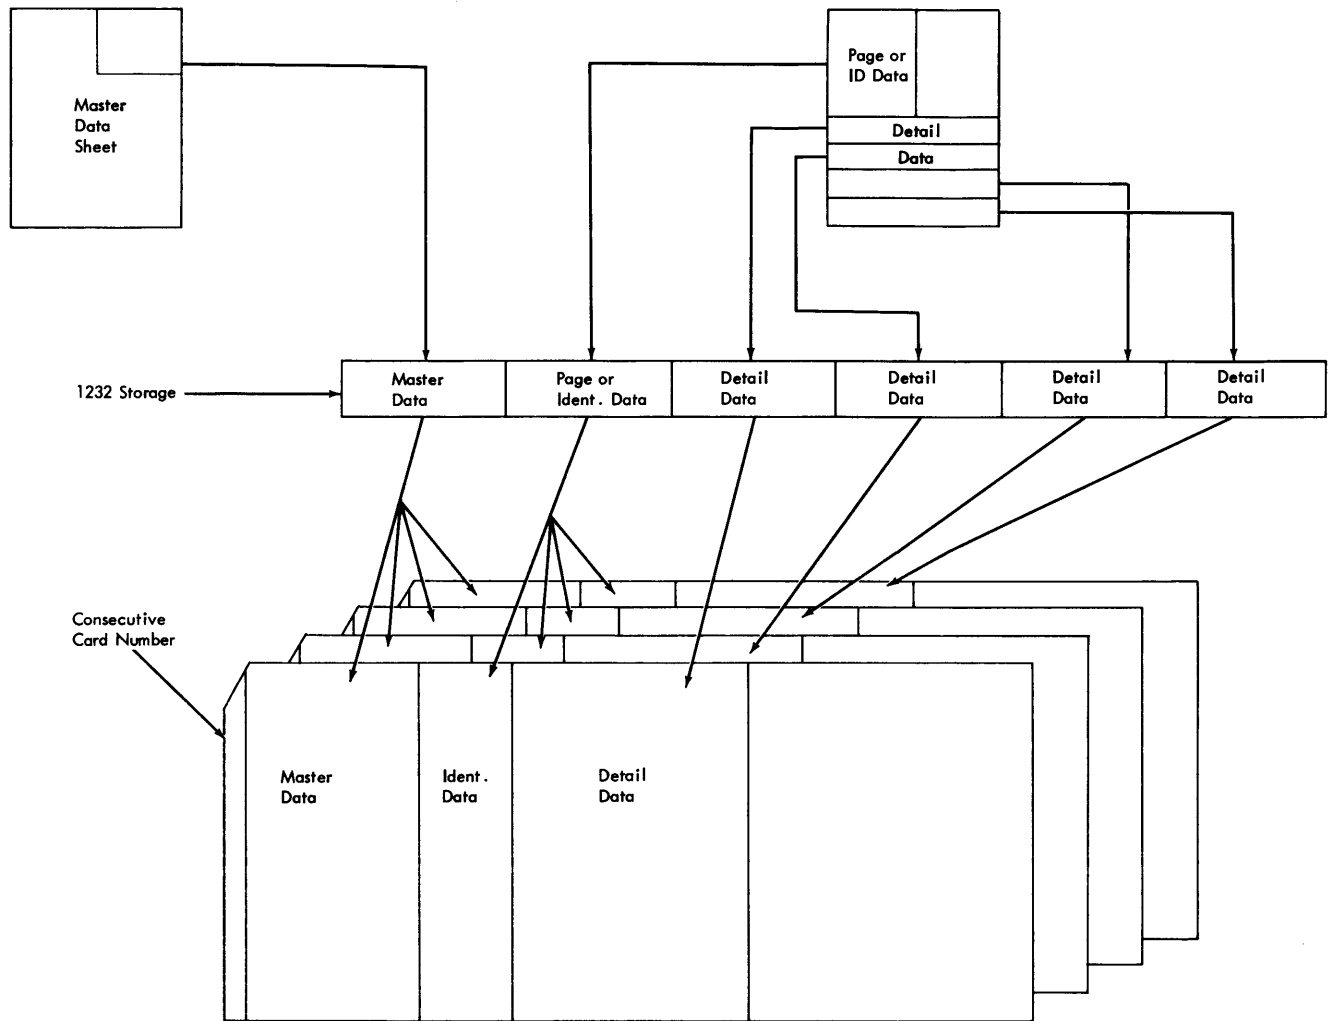 Master
Data
Sheet
Page or
ID Data
Detail
Data
1232 Storage
Master
Data
Page or
Ident. Data
Detail
Data
Detail
Data
Detail
Data
Detail
Data
Consecutive
Card Number
Master
Data
Ident.
Data
Detail
Data